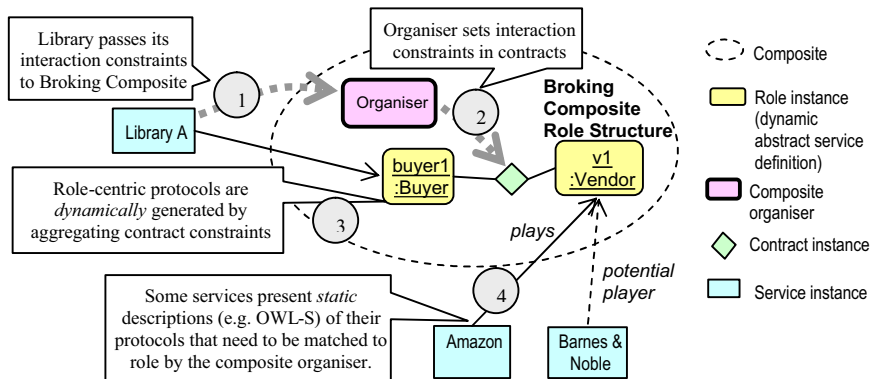 Library passes its
interaction constraints
to Broking Composite
1
Organiser sets interaction
constraints in contracts
2
Organiser
Broking
Composite
Role Structure
Library A
buyer1
:Buyer
v1
:Vendor
Role-centric protocols are
dynamically generated by
aggregating contract constraints
3
plays
4
potential
player
Some services present static
descriptions (e.g. OWL-S) of their
protocols that need to be matched to
role by the composite organiser.
Amazon
Barnes &
Noble
Composite
Role instance
(dynamic
abstract service
definition)
Composite
organiser
Contract instance
Service instance